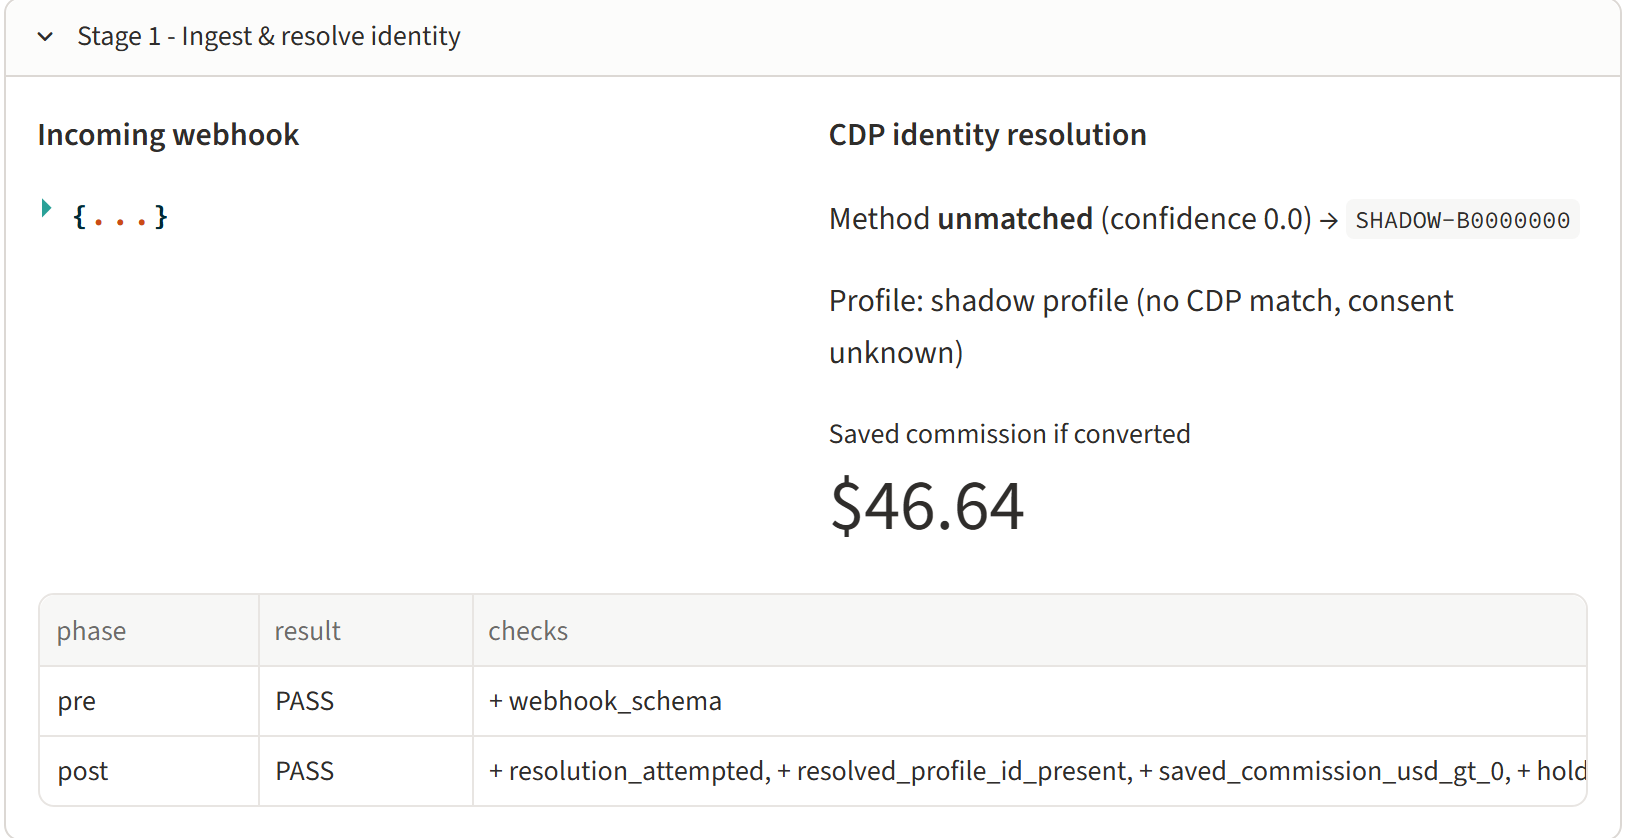 Stage 1 - Ingest & resolve identity
Incoming webhook
{...}
CDP identity resolution
Method unmatched (confidence 0.0) → SHADOW-B0000000
Profile: shadow profile (no CDP match, consent
unknown)
Saved commission if converted
$46.64
phase result checks
pre PASS + webhook_schema
post PASS + resolution_attempted, + resolved_profile_id_present, + saved_commission_usd_gt_0, + hold